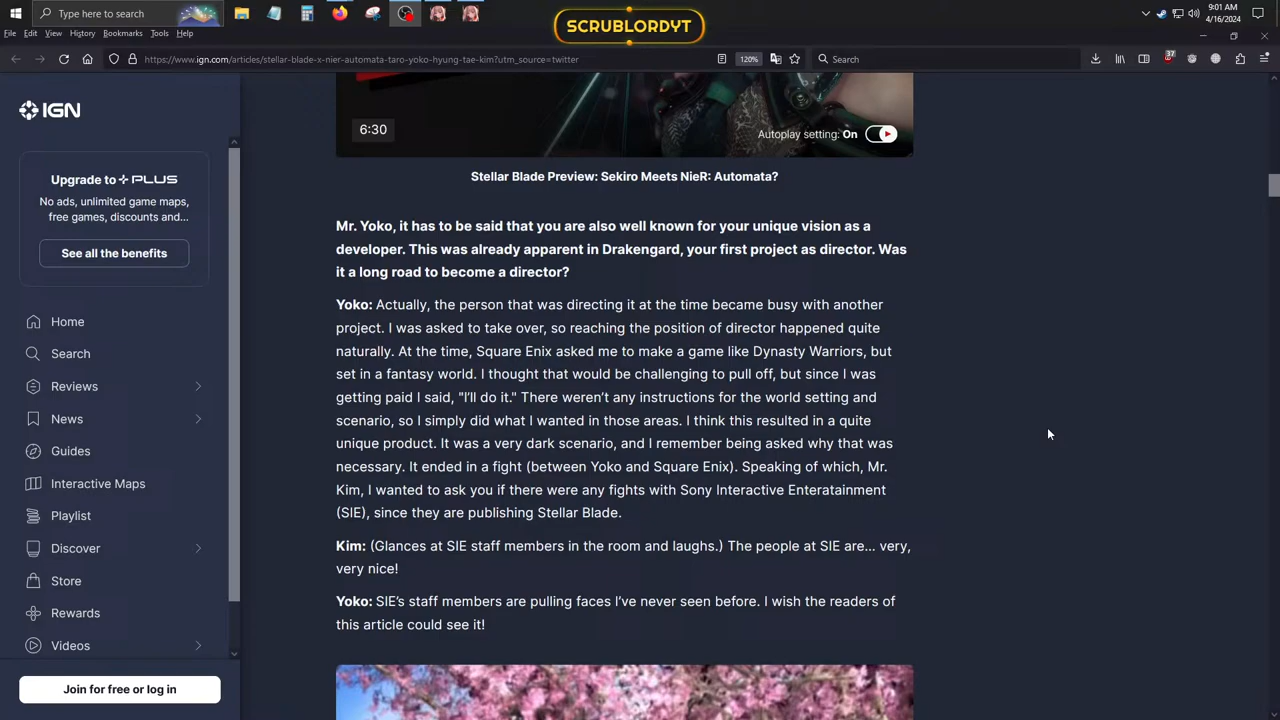 Type here to search
SCRUBLORDYT
9:01 AM
4/16/2024
File Edit View History Bookmarks Tools Help
https://www.ign.com/articles/stellar-blade-x-nier-automata-taro-yoko-hyung-tae-kim?utm_source=twitter
120%
Search
37
IGN
Upgrade to PLUS
No ads, unlimited game maps,
free games, discounts and...
See all the benefits
Home
Search
Reviews
News
Guides
Interactive Maps
Playlist
Discover
Store
Rewards
Videos
Join for free or log in
6:30
Autoplay setting: On
Stellar Blade Preview: Sekiro Meets NieR: Automata?
Mr. Yoko, it has to be said that you are also well known for your unique vision as a
developer. This was already apparent in Drakengard, your first project as director. Was
it a long road to become a director?
Yoko: Actually, the person that was directing it at the time became busy with another
project. I was asked to take over, so reaching the position of director happened quite
naturally. At the time, Square Enix asked me to make a game like Dynasty Warriors, but
set in a fantasy world. I thought that would be challenging to pull off, but since I was
getting paid I said, "I'll do it." There weren't any instructions for the world setting and
scenario, so I simply did what I wanted in those areas. I think this resulted in a quite
unique product. It was a very dark scenario, and I remember being asked why that was
necessary. It ended in a fight (between Yoko and Square Enix). Speaking of which, Mr.
Kim, I wanted to ask you if there were any fights with Sony Interactive Enteratainment
(SIE), since they are publishing Stellar Blade.
Kim: (Glances at SIE staff members in the room and laughs.) The people at SIE are… very,
very nice!
Yoko: SIE's staff members are pulling faces I've never seen before. I wish the readers of
this article could see it!